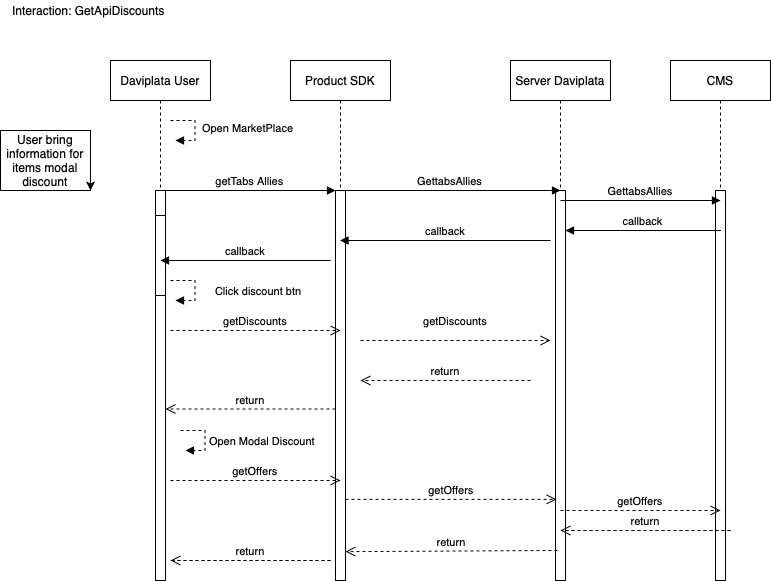 Interaction: GetApiDiscounts
Daviplata User
Product SDK
Server Daviplata
CMS
Open MarketPlace
User bring
information for
items modal
discount
getTabs Allies
GettabsAllies
GettabsAllies
callback
callback
callback
Click discount btn
getDiscounts
getDiscounts
return
return
Open Modal Discount
getOffers
getOffers
getOffers
return
return
return